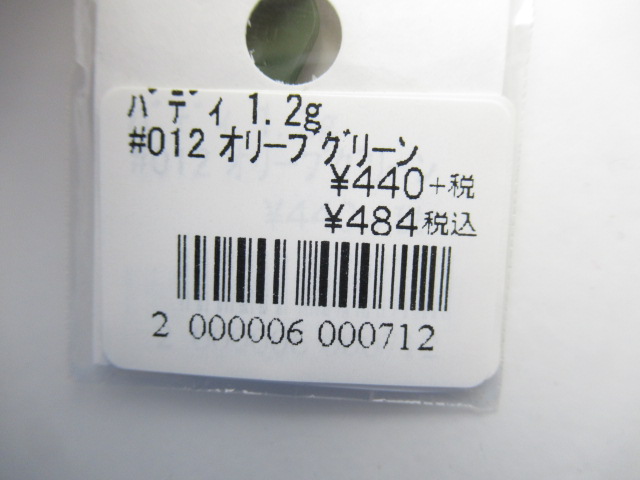 バディ 1.2g
#012 オリーブグリーン
¥440+税
¥484税込
2 000006 000712